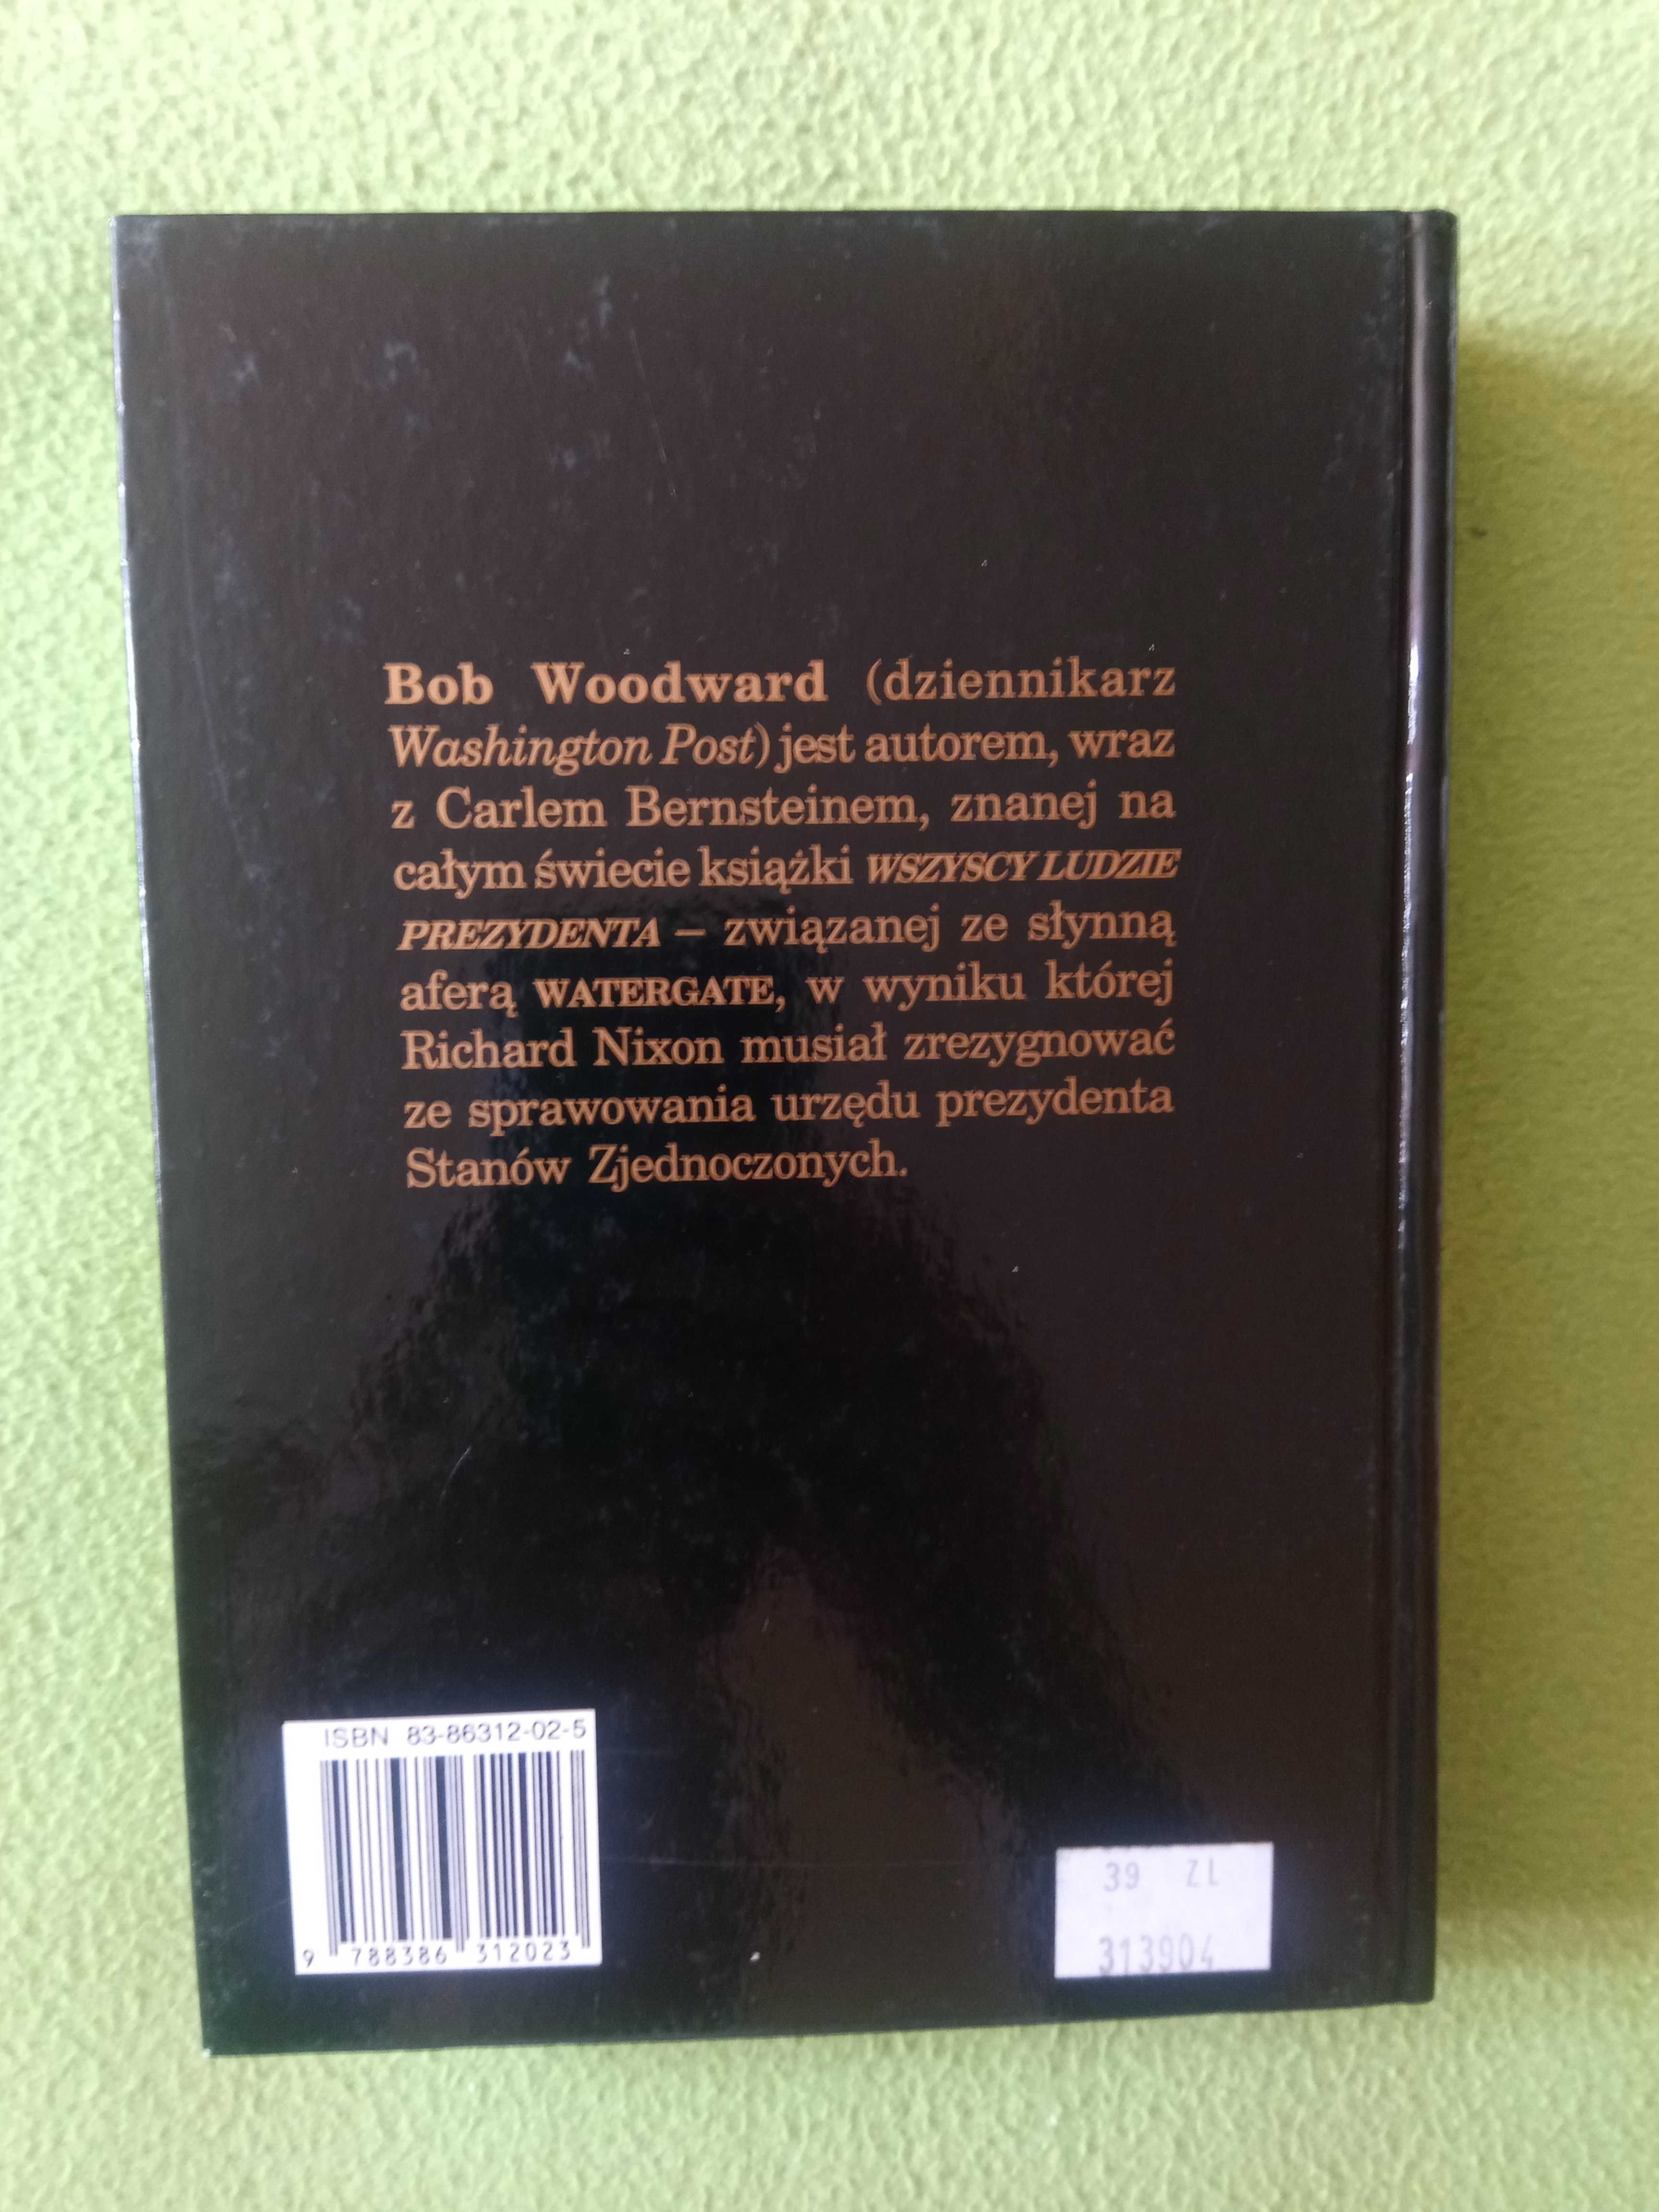 Bob Woodward (dziennikarz
Washington Post) jest autorem, wraz
z Carlem Bernsteinem, znanej na
całym świecie książki WSZYSCY LUDZIE
PREZYDENTA – związanej ze słynną
aferą WATERGATE, w wyniku której
Richard Nixon musiał zrezygnować
ze sprawowania urzędu prezydenta
Stanów Zjednoczonych.
ISBN 83-86312-02-5
9 788386 312023
39 ZL
313904